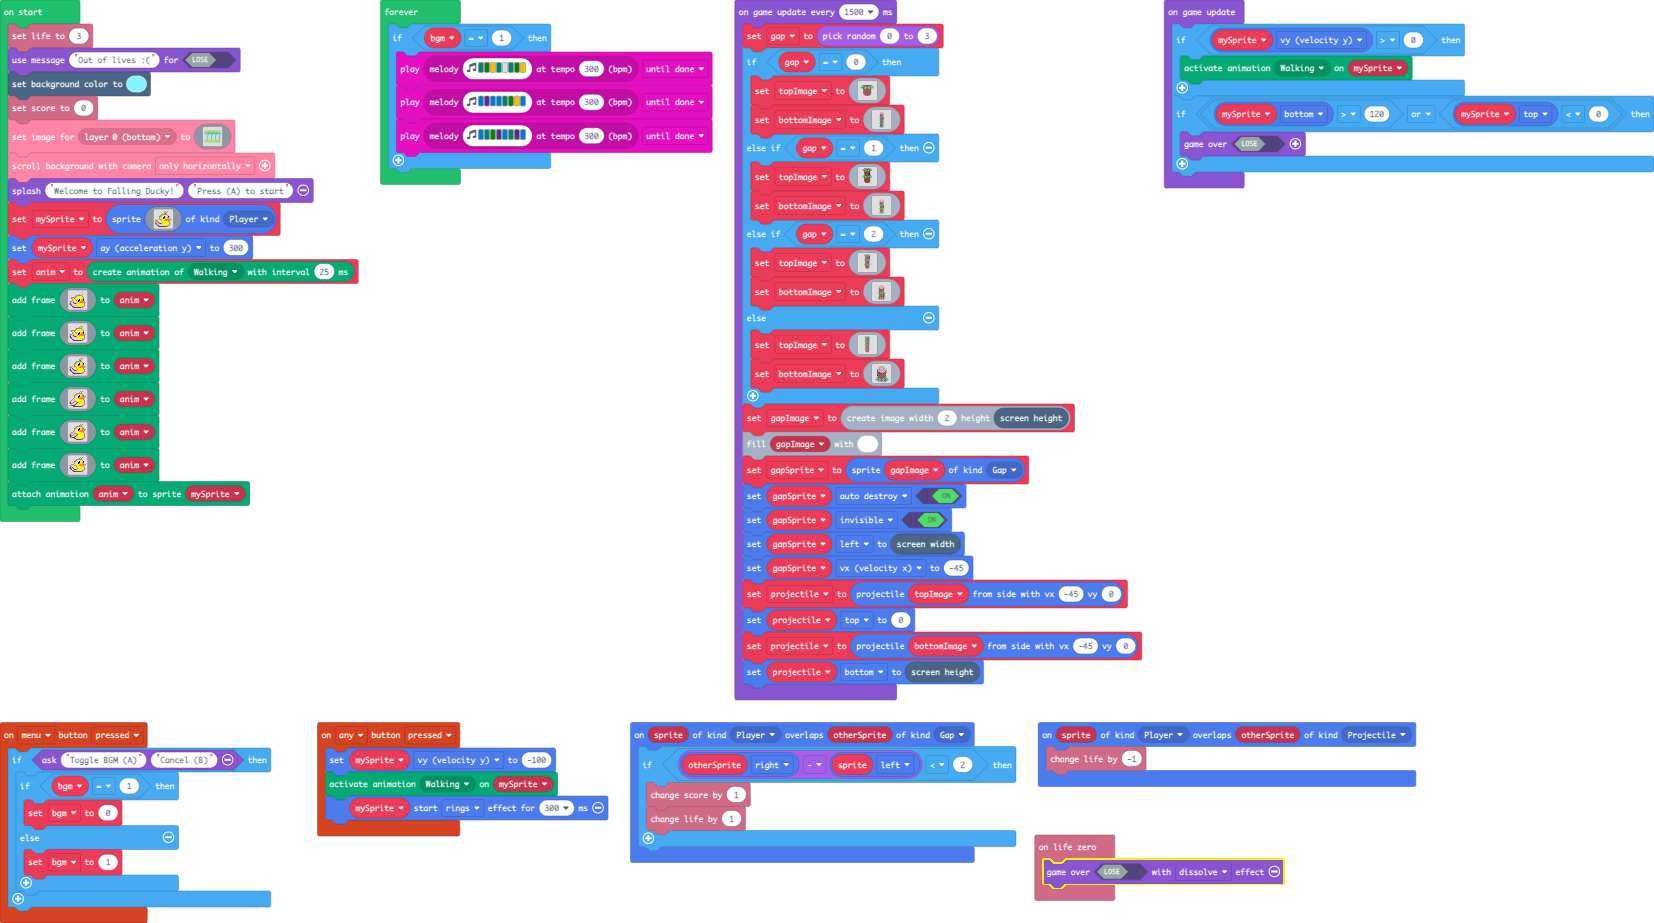 on start
set life to 3
use message "Out of lives :(" for LOSE
set background color to
set score to 0
set image for layer 0 (bottom) to
scroll background with camera only horizontally
splash "Welcome to Falling Ducky!" "Press (A) to start"
set mySprite to sprite of kind Player
set mySprite ay (acceleration y) to 300
set anim to create animation of Walking with interval 25 ms
add frame to anim
add frame to anim
add frame to anim
add frame to anim
add frame to anim
add frame to anim
attach animation anim to sprite mySprite
forever
if bgm = 1 then
play melody at tempo 300 (bpm) until done
play melody at tempo 300 (bpm) until done
play melody at tempo 300 (bpm) until done
on game update every 1500 ms
set gap to pick random 0 to 3
if gap = 0 then
set topImage to
set bottomImage to
else if gap = 1 then
set topImage to
set bottomImage to
else if gap = 2 then
set topImage to
set bottomImage to
else
set topImage to
set bottomImage to
set gapImage to create image width 2 height screen height
fill gapImage with
set gapSprite to sprite gapImage of kind Gap
set gapSprite auto destroy ON
set gapSprite invisible ON
set gapSprite left to screen width
set gapSprite vx (velocity x) to -45
set projectile to projectile topImage from side with vx -45 vy 0
set projectile top to 0
set projectile to projectile bottomImage from side with vx -45 vy 0
set projectile bottom to screen height
on game update
if mySprite vy (velocity y) > 0 then
activate animation Walking on mySprite
if mySprite bottom > 120 or mySprite top < 0 then
game over LOSE
on menu button pressed
if ask "Toggle BGM (A)" "Cancel (B)" then
if bgm = 1 then
set bgm to 0
else
set bgm to 1
on any button pressed
set mySprite vy (velocity y) to -100
activate animation Walking on mySprite
mySprite start rings effect for 300 ms
on sprite of kind Player overlaps otherSprite of kind Gap
if otherSprite right - sprite left < 2 then
change score by 1
change life by 1
on sprite of kind Player overlaps otherSprite of kind Projectile
change life by -1
on life zero
game over LOSE with dissolve effect